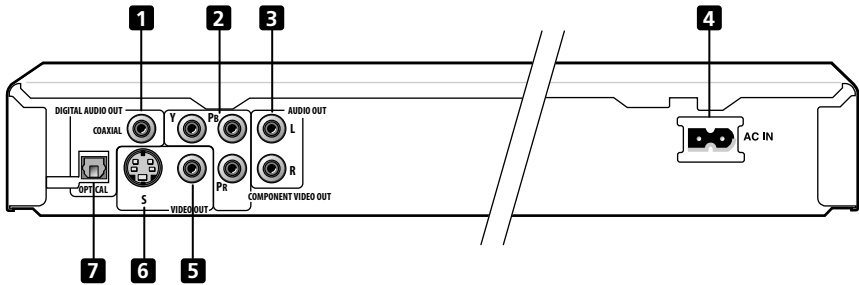 1 2 3 4
DIGITAL AUDIO OUT Y PB AUDIO OUT
COAXIAL L
AC IN
OPTICAL PR R
S VIDEO OUT COMPONENT VIDEO OUT
7 6 5